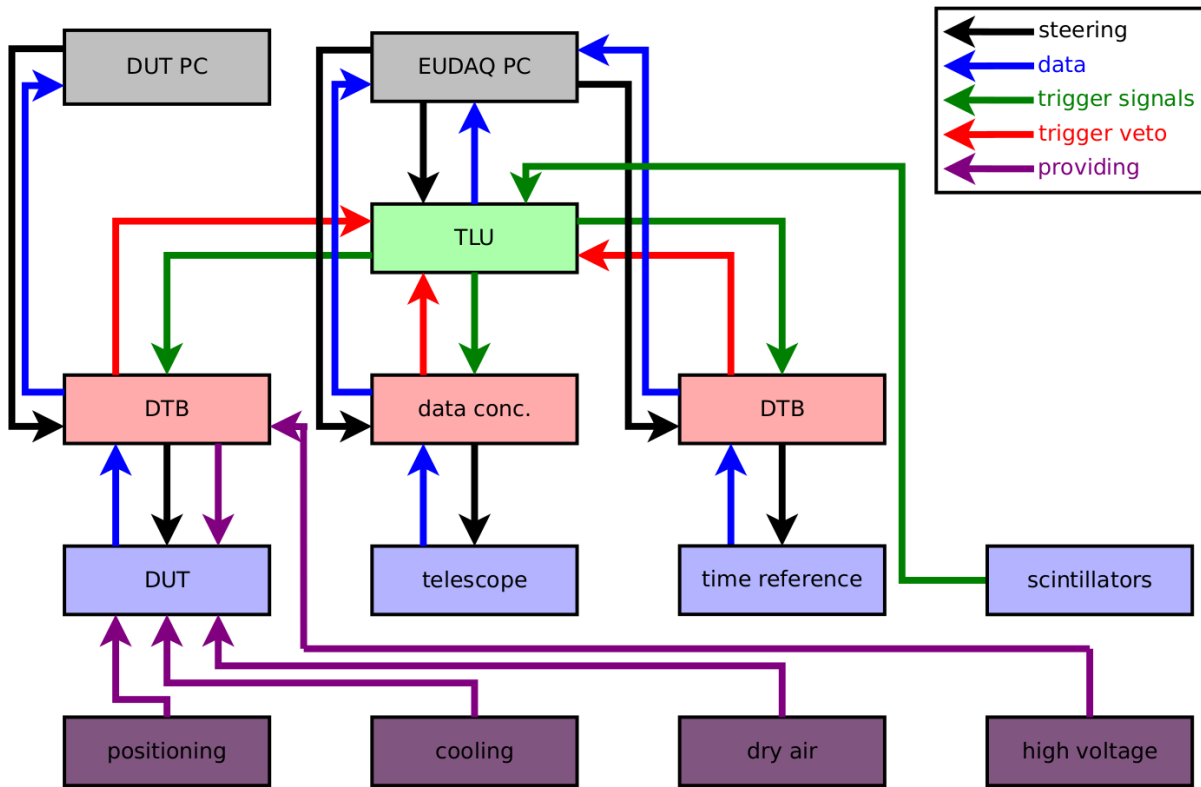 DUT PC
EUDAQ PC
steering
data
trigger signals
trigger veto
providing
TLU
DTB
data conc.
DTB
DUT
telescope
time reference
scintillators
positioning
cooling
dry air
high voltage